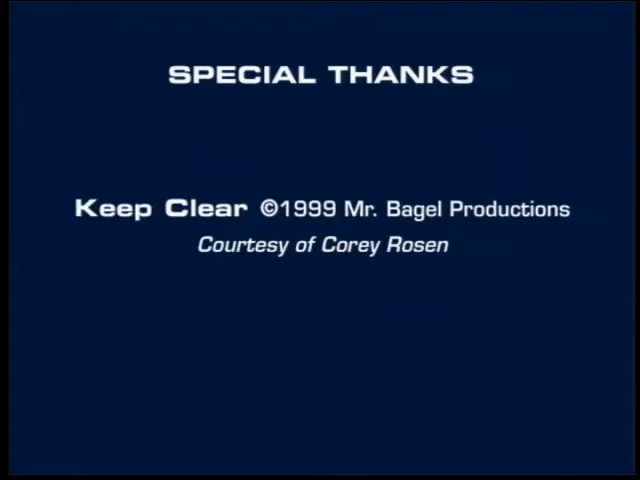 SPECIAL THANKS
Keep Clear ©1999 Mr. Bagel Productions
Courtesy of Corey Rosen